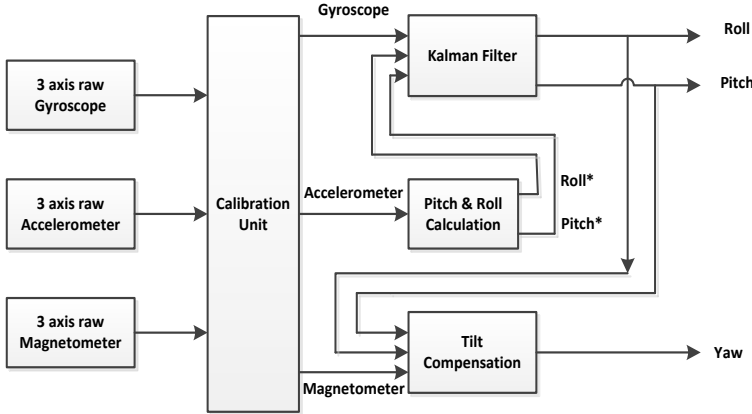 Gyroscope
Roll
Kalman Filter
Pitch
3 axis raw
Gyroscope
Roll*
3 axis raw
Accelerometer
Calibration
Unit
Accelerometer
Pitch & Roll
Calculation
Pitch*
3 axis raw
Magnetometer
Tilt
Compensation
Yaw
Magnetometer